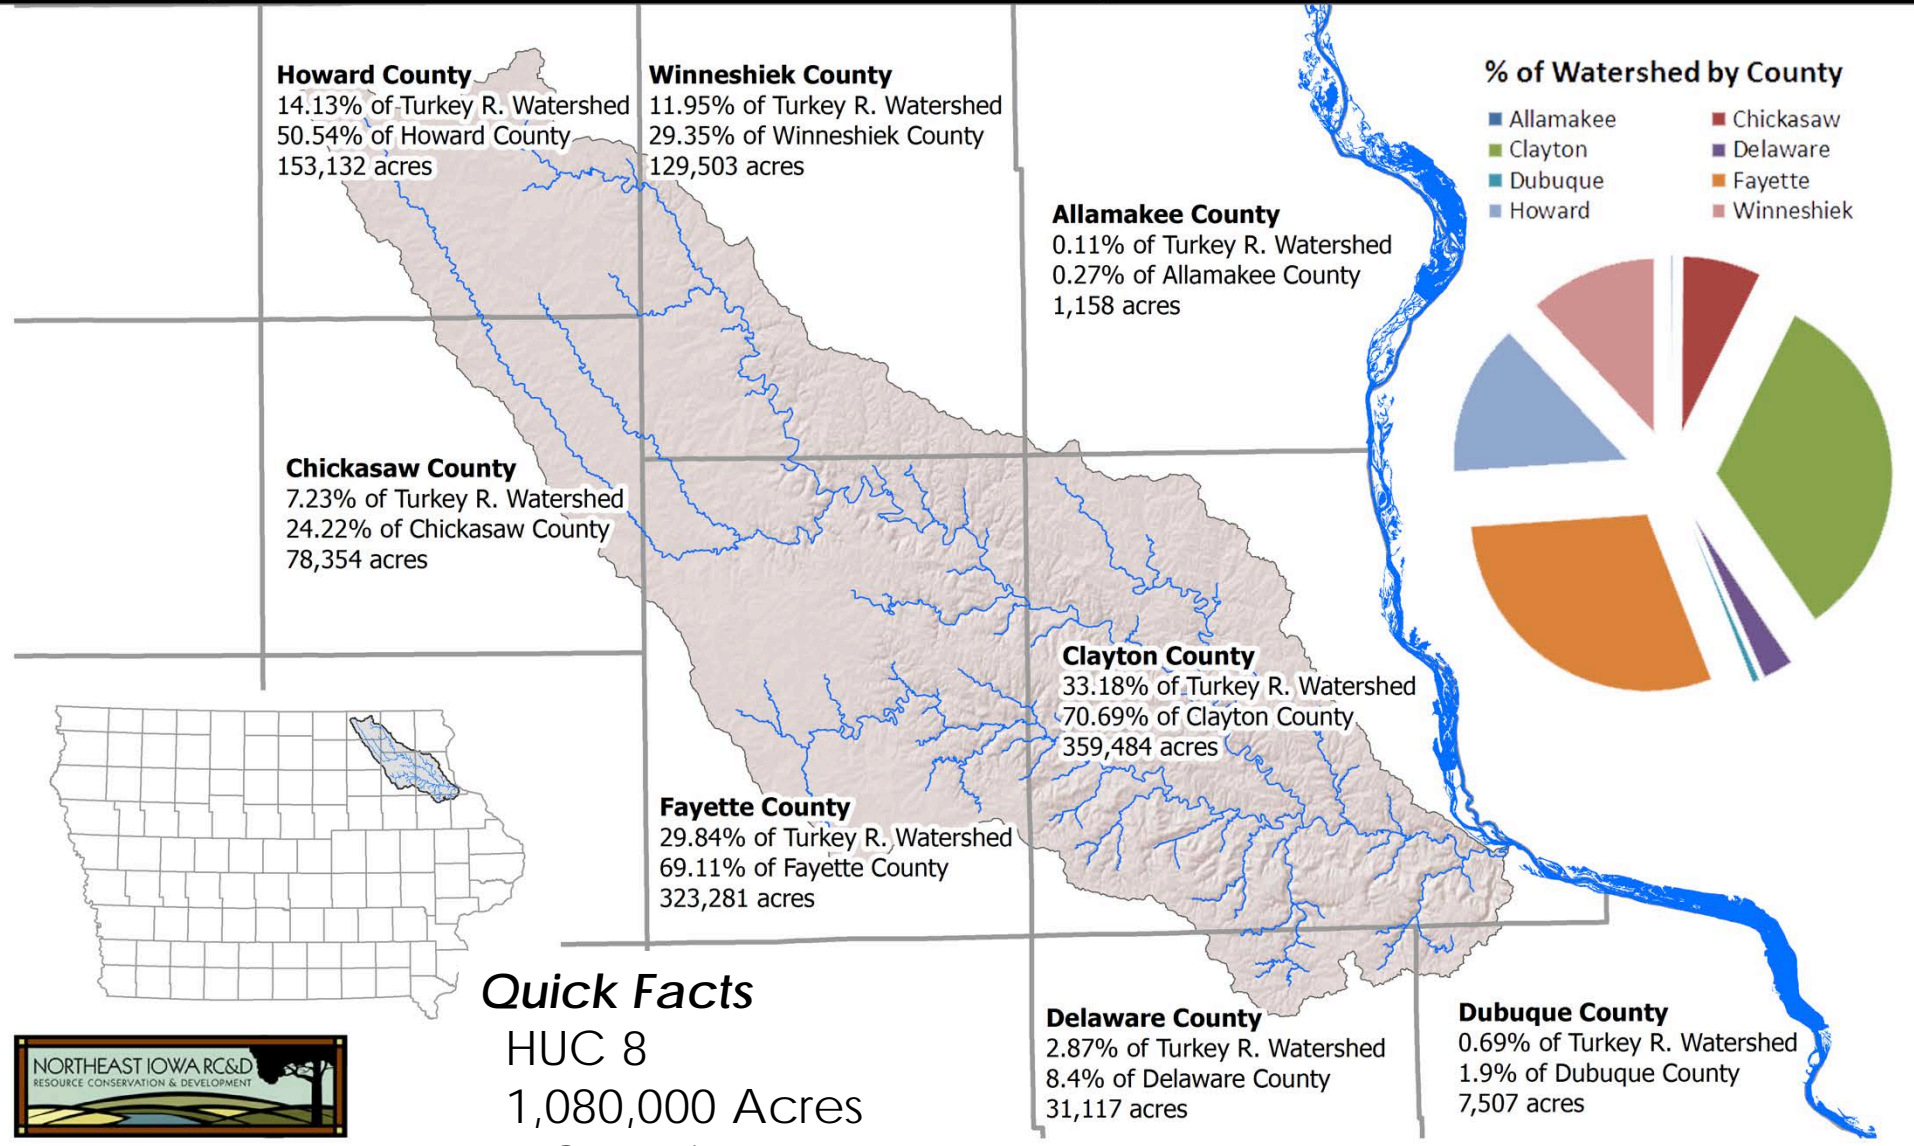 Howard County
14.13% of Turkey R. Watershed
50.54% of Howard County
153,132 acres
Winneshiek County
11.95% of Turkey R. Watershed
29.35% of Winneshiek County
129,503 acres
Allamakee County
0.11% of Turkey R. Watershed
0.27% of Allamakee County
1,158 acres
% of Watershed by County
Allamakee
Chickasaw
Clayton
Delaware
Dubuque
Fayette
Howard
Winneshiek
Chickasaw County
7.23% of Turkey R. Watershed
24.22% of Chickasaw County
78,354 acres
Clayton County
33.18% of Turkey R. Watershed
70.69% of Clayton County
359,484 acres
Fayette County
29.84% of Turkey R. Watershed
69.11% of Fayette County
323,281 acres
Delaware County
2.87% of Turkey R. Watershed
8.4% of Delaware County
31,117 acres
Dubuque County
0.69% of Turkey R. Watershed
1.9% of Dubuque County
7,507 acres
Quick Facts
HUC 8
1,080,000 Acres
NORTHEAST IOWA RC&D
RESOURCE CONSERVATION & DEVELOPMENT